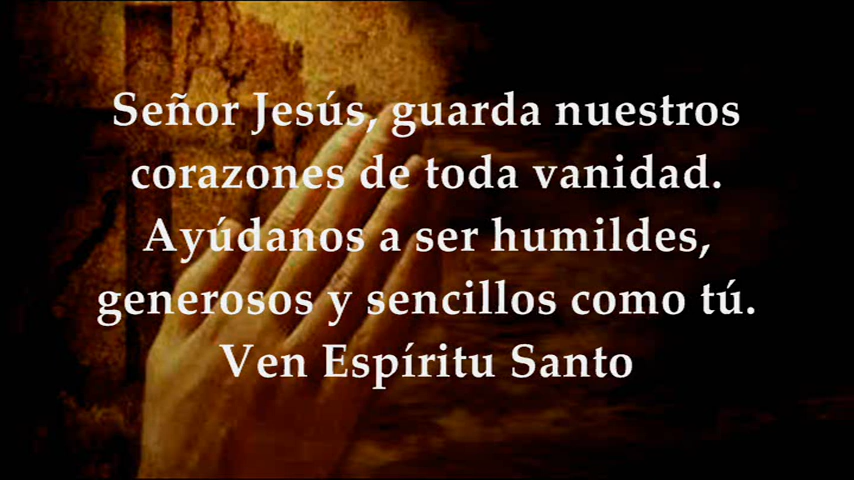 Señor Jesús, guarda nuestros
corazones de toda vanidad.
Ayúdanos a ser humildes,
generosos y sencillos como tú.
Ven Espíritu Santo